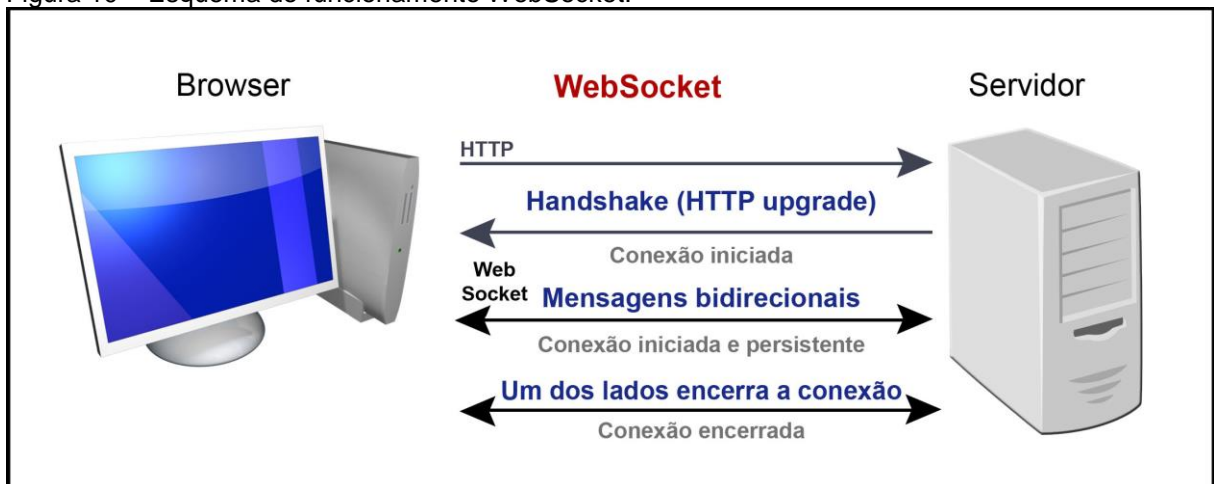 Browser
WebSocket
Servidor
HTTP
Handshake (HTTP upgrade)
Conexão iniciada
Web
Socket
Mensagens bidirecionais
Conexão iniciada e persistente
Um dos lados encerra a conexão
Conexão encerrada